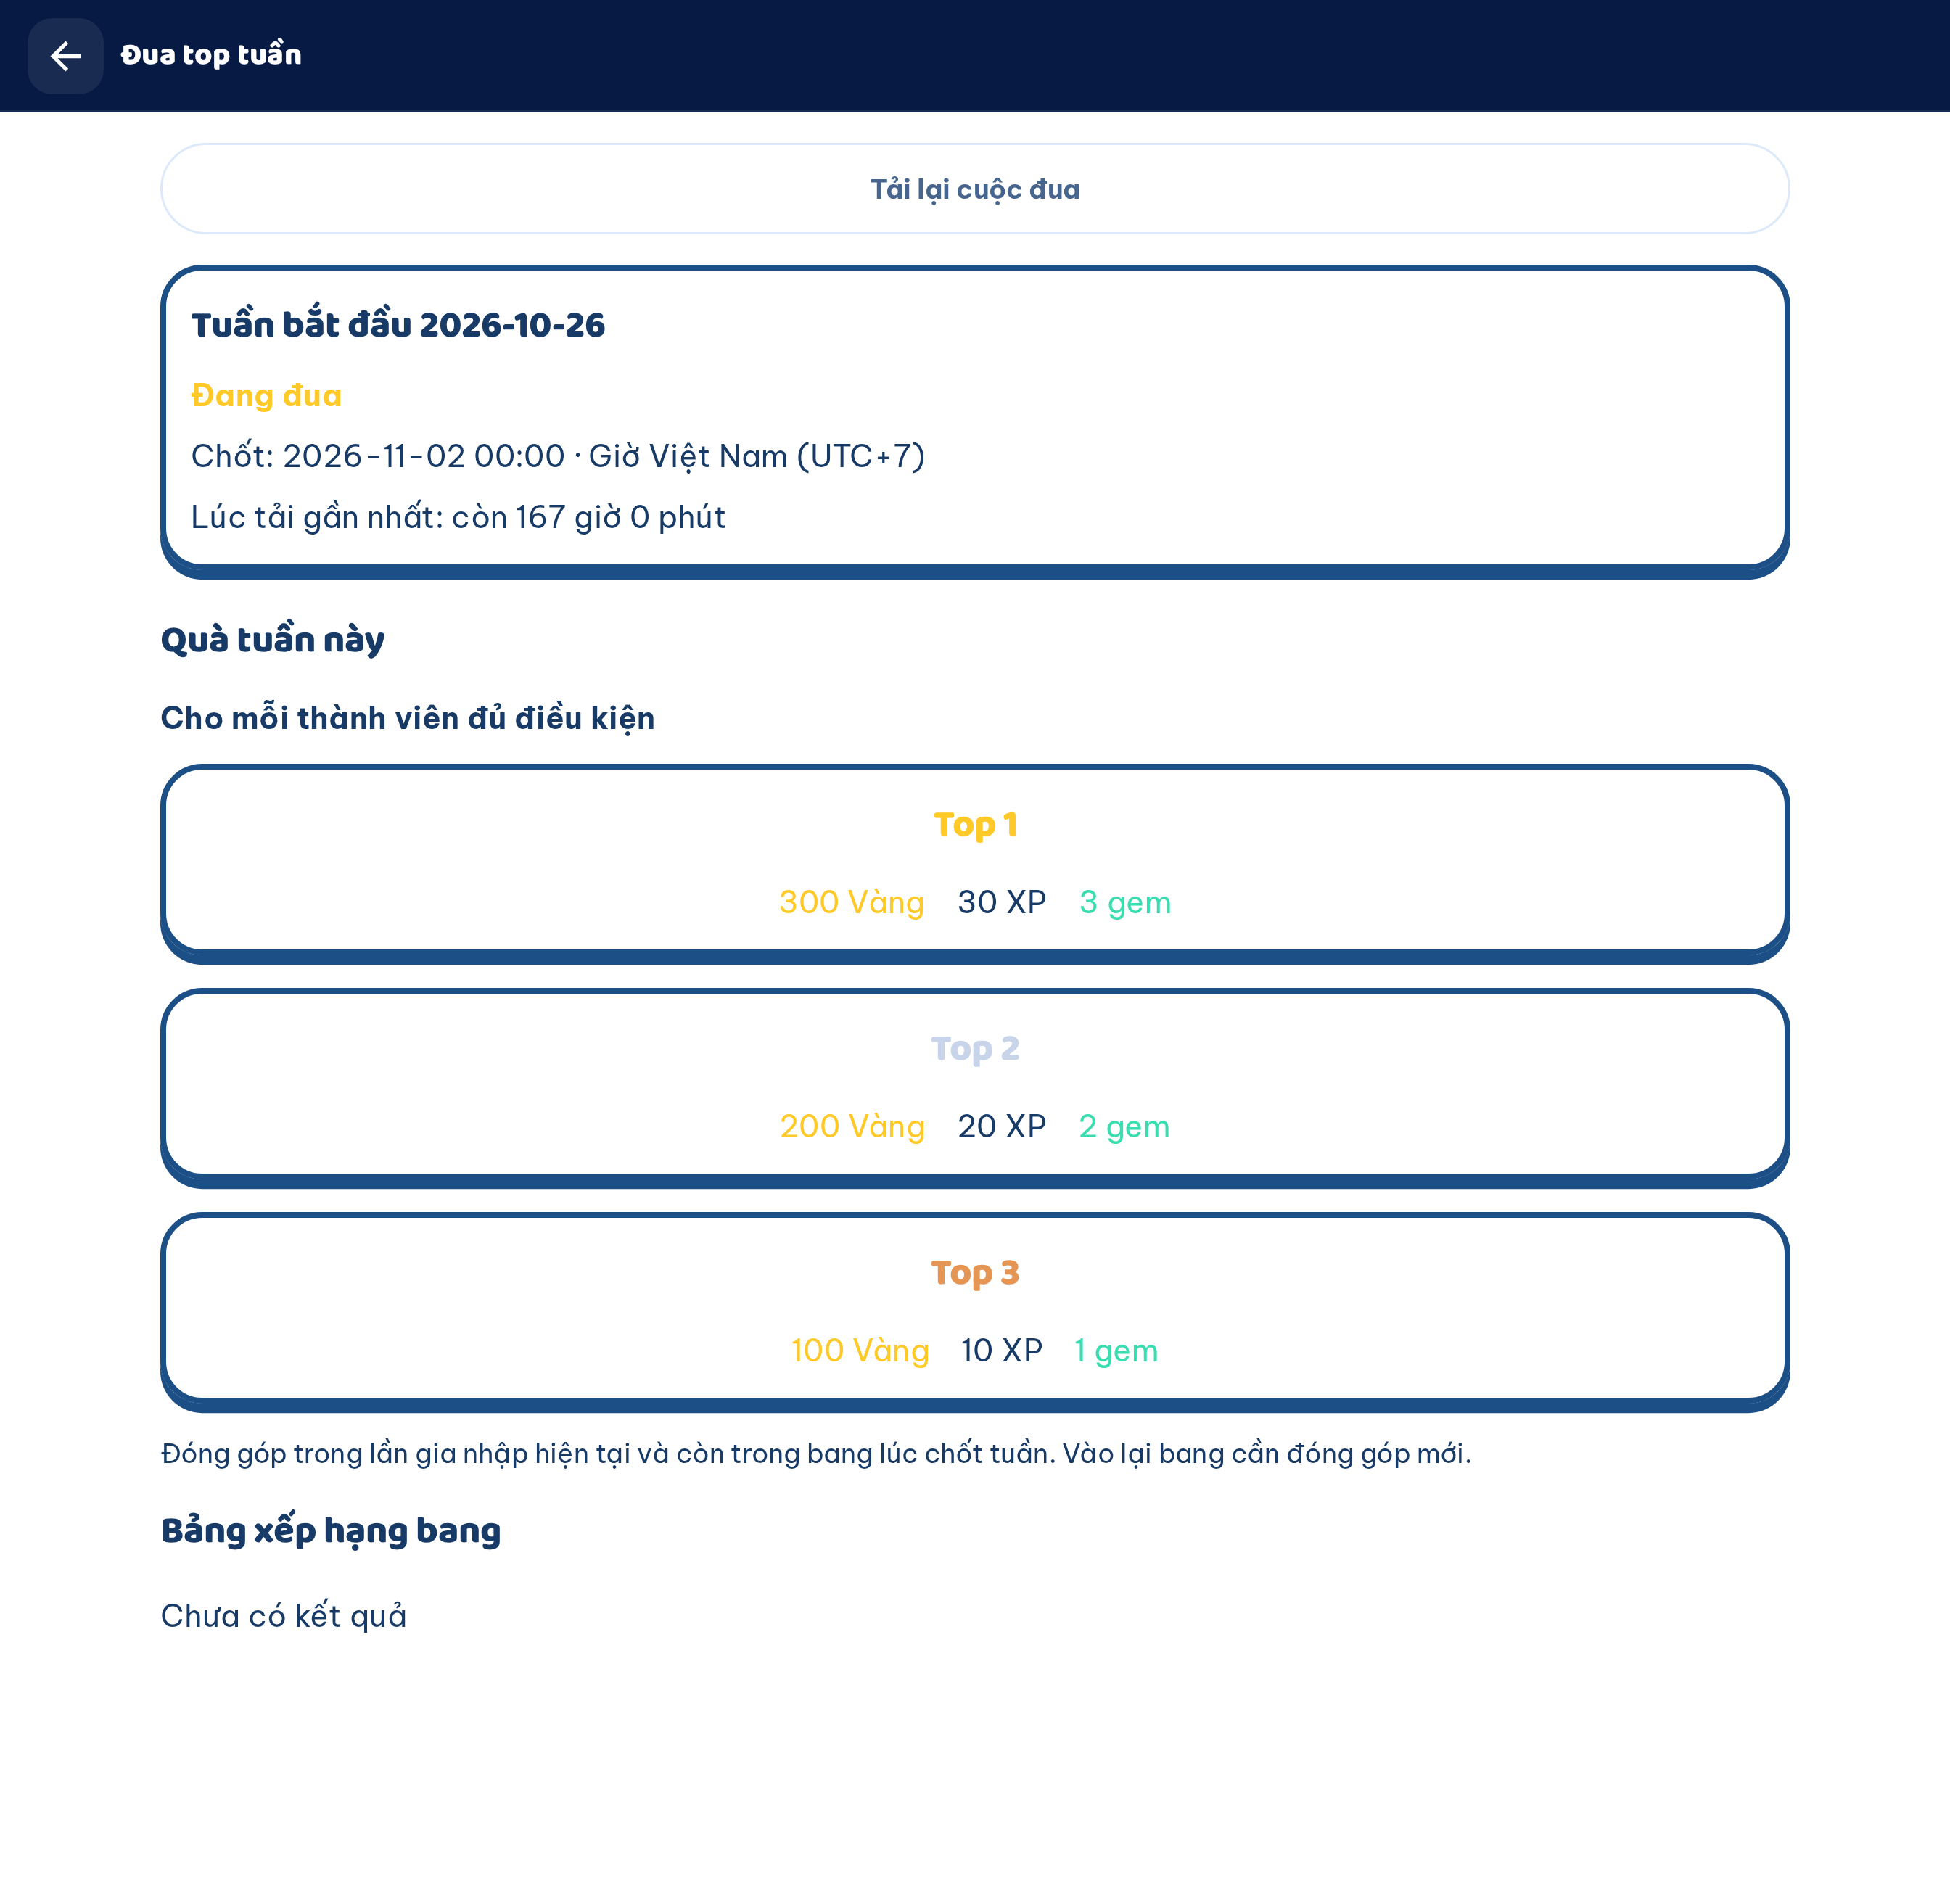 Đua top tuần
Tải lại cuộc đua
Tuần bắt đầu 2026-10-26
Đang đua
Chốt: 2026-11-02 00:00 · Giờ Việt Nam (UTC+7)
Lúc tải gần nhất: còn 167 giờ 0 phút
Quà tuần này
Cho mỗi thành viên đủ điều kiện
Top 1
300 Vàng 30 XP 3 gem
Top 2
200 Vàng 20 XP 2 gem
Top 3
100 Vàng 10 XP 1 gem
Đóng góp trong lần gia nhập hiện tại và còn trong bang lúc chốt tuần. Vào lại bang cần đóng góp mới.
Bảng xếp hạng bang
Chưa có kết quả